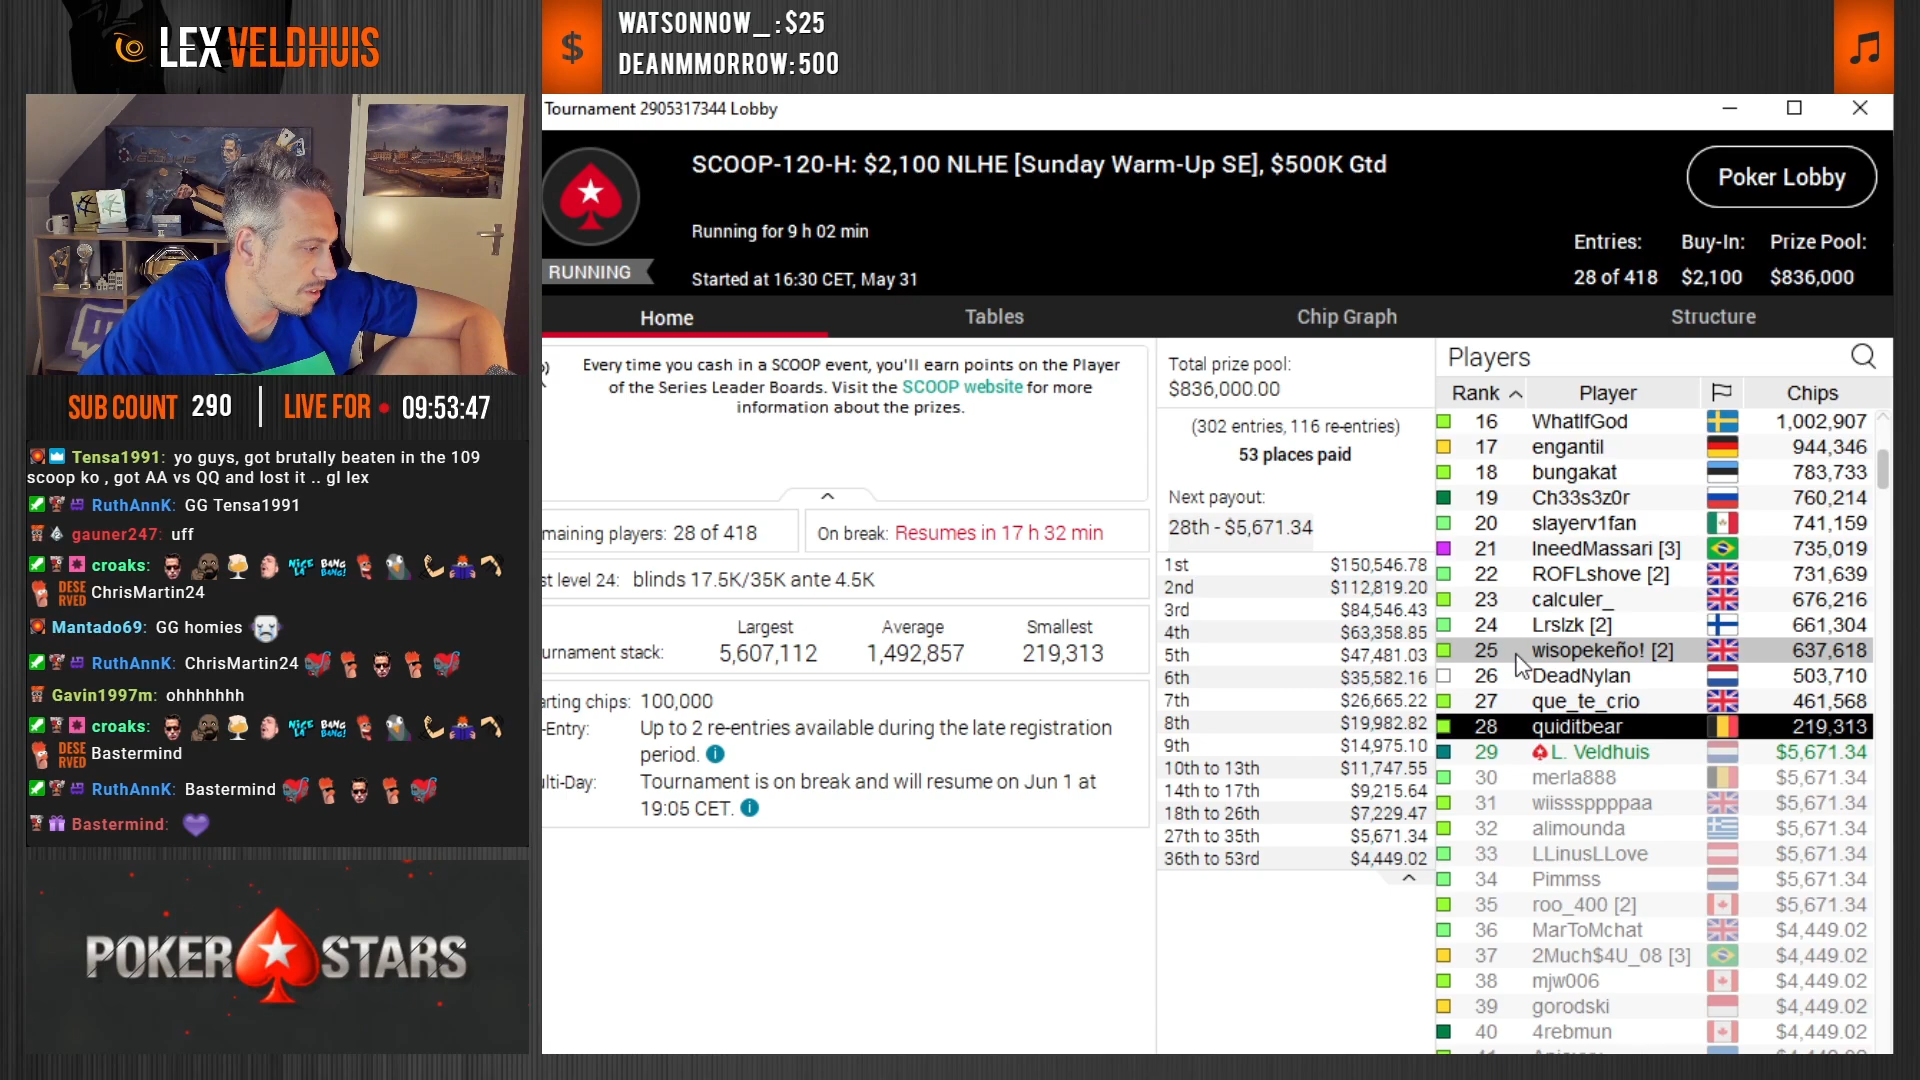 LEX VELDHUIS
$
WATSONNOW_: $25
DEANMMORROW: 500
SUB COUNT 290
LIVE FOR 09:53:47
Tensa1991: yo guys, got brutally beaten in the 109
scoop ko , got AA vs QQ and lost it .. gl lex
RuthAnnK: GG Tensa1991
gauner247: uff
croaks:
NICE LA BANG BANG!
DESE
RVED
ChrisMartin24
Mantado69: GG homies
RuthAnnK: ChrisMartin24
Gavin1997m: ohhhhhhh
croaks:
NICE LA BANG BANG!
DESE
RVED
Bastermind
RuthAnnK: Bastermind
Bastermind:
POKER STARS
Tournament 2905317344 Lobby
SCOOP-120-H: $2,100 NLHE [Sunday Warm-Up SE], $500K Gtd
Poker Lobby
Running for 9 h 02 min
RUNNING
Started at 16:30 CET, May 31
Entries: Buy-In: Prize Pool:
28 of 418 $2,100 $836,000
Home Tables Chip Graph Structure
Every time you cash in a SCOOP event, you'll earn points on the Player
of the Series Leader Boards. Visit the SCOOP website for more
information about the prizes.
maining players: 28 of 418
On break: Resumes in 17 h 32 min
st level 24: blinds 17.5K/35K ante 4.5K
Largest Average Smallest
urnament stack: 5,607,112 1,492,857 219,313
arting chips: 100,000
-Entry: Up to 2 re-entries available during the late registration
period.
ulti-Day: Tournament is on break and will resume on Jun 1 at
19:05 CET.
Total prize pool:
$836,000.00
(302 entries, 116 re-entries)
53 places paid
Next payout:
28th - $5,671.34
1st $150,546.78
2nd $112,819.20
3rd $84,546.43
4th $63,358.85
5th $47,481.03
6th $35,582.16
7th $26,665.22
8th $19,982.82
9th $14,975.10
10th to 13th $11,747.55
14th to 17th $9,215.64
18th to 26th $7,229.47
27th to 35th $5,671.34
36th to 53rd $4,449.02
Players
Rank Player Chips
16 WhatIfGod 1,002,907
17 engantil 944,346
18 bungakat 783,733
19 Ch33s3z0r 760,214
20 slayerv1fan 741,159
21 IneedMassari [3] 735,019
22 ROFLshove [2] 731,639
23 calculer_ 676,216
24 Lrslzk [2] 661,304
25 wisopekeño! [2] 637,618
26 DeadNylan 503,710
27 que_te_crio 461,568
28 quiditbear 219,313
29 L. Veldhuis $5,671.34
30 merla888 $5,671.34
31 wiisssppppaa $5,671.34
32 alimounda $5,671.34
33 LLinusLLove $5,671.34
34 Pimmss $5,671.34
35 roo_400 [2] $5,671.34
36 MarToMchat $4,449.02
37 2Much$4U_08 [3] $4,449.02
38 mjw006 $4,449.02
39 gorodski $4,449.02
40 4rebmun $4,449.02